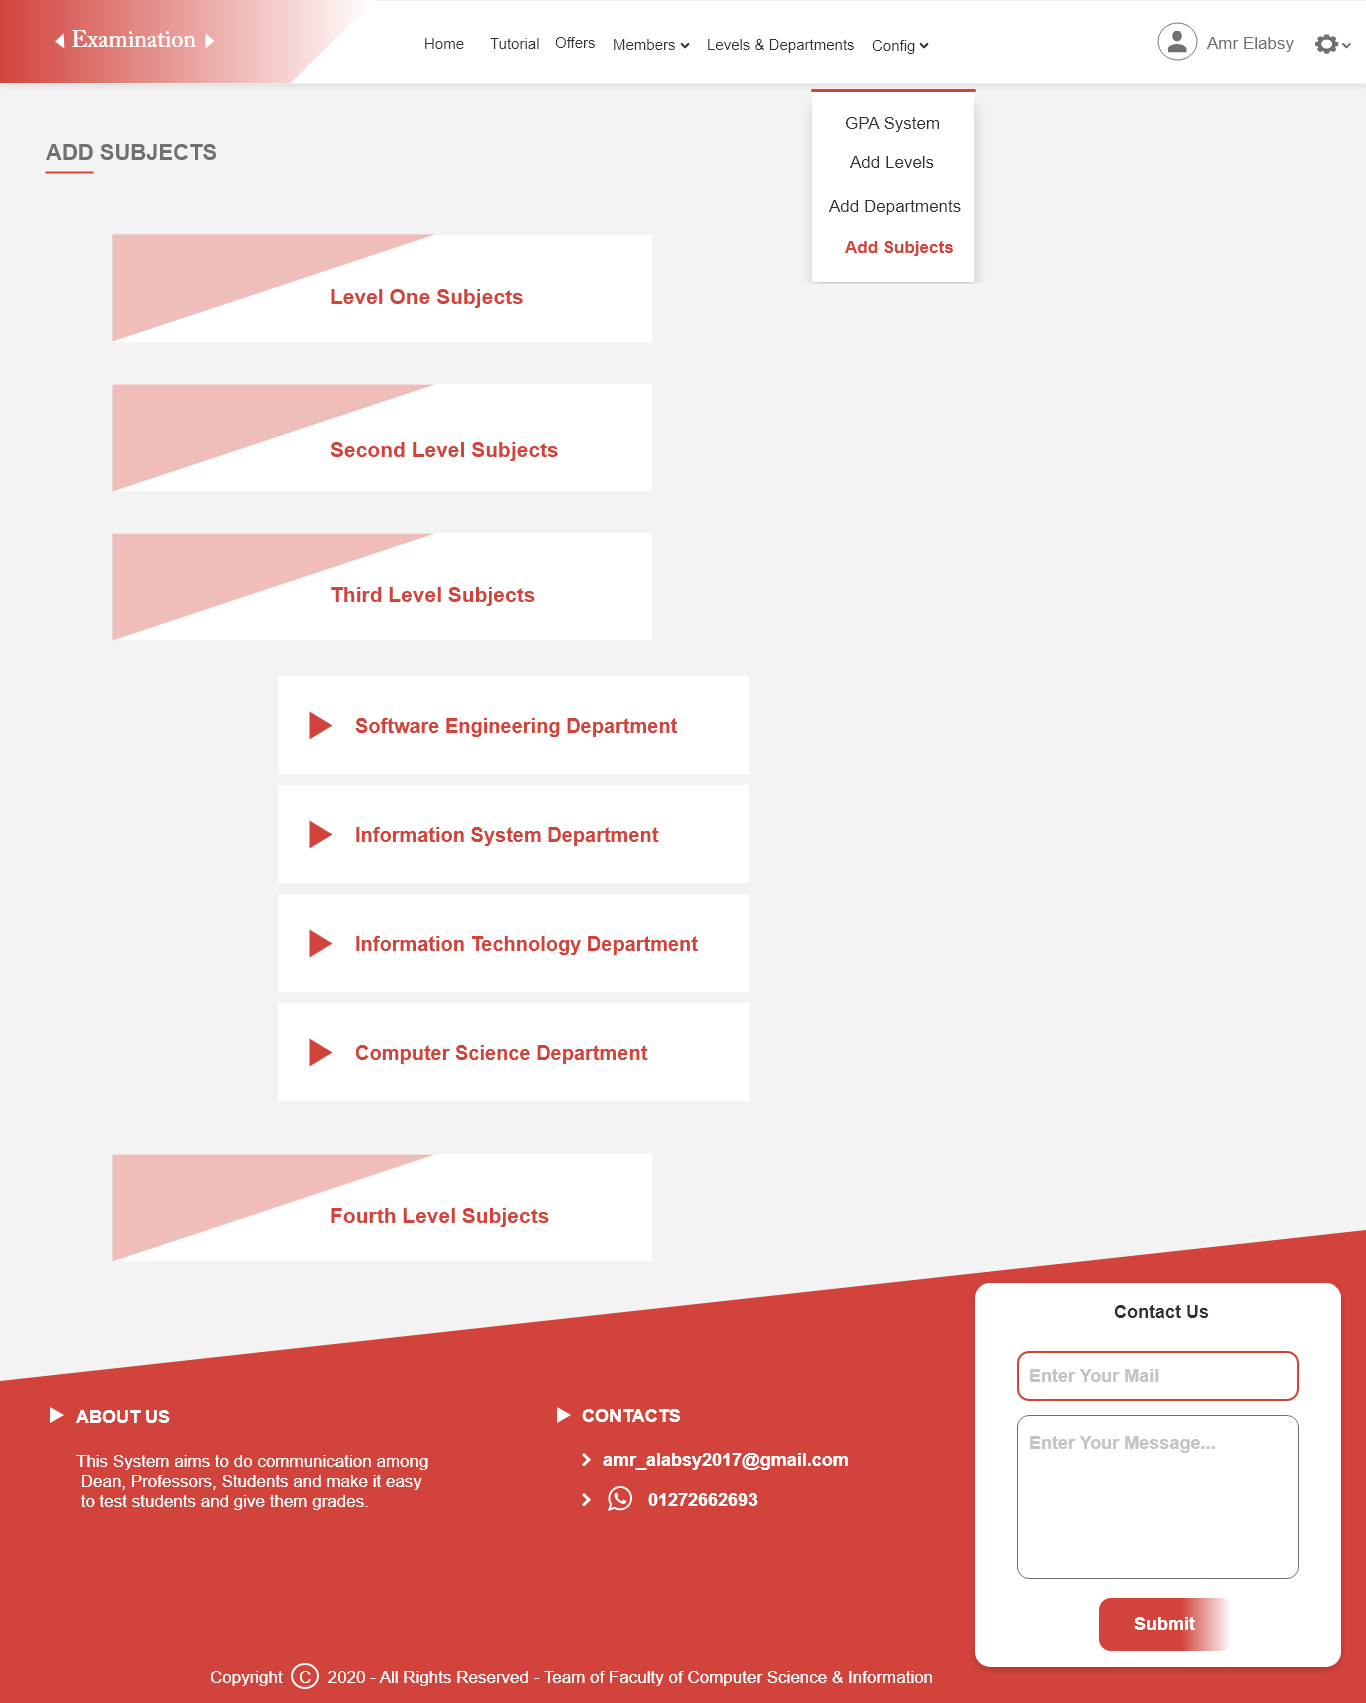 Examination
Home Tutorial Offers Members Levels & Departments Config
Amr Elabsy
GPA System
Add Levels
Add Departments
Add Subjects
ADD SUBJECTS
Level One Subjects
Second Level Subjects
Third Level Subjects
Software Engineering Department
Information System Department
Information Technology Department
Computer Science Department
Fourth Level Subjects
ABOUT US
This System aims to do communication among
Dean, Professors, Students and make it easy
to test students and give them grades.
CONTACTS
amr_alabsy2017@gmail.com
01272662693
Contact Us
Enter Your Mail
Enter Your Message...
Submit
Copyright C 2020 - All Rights Reserved - Team of Faculty of Computer Science & Information